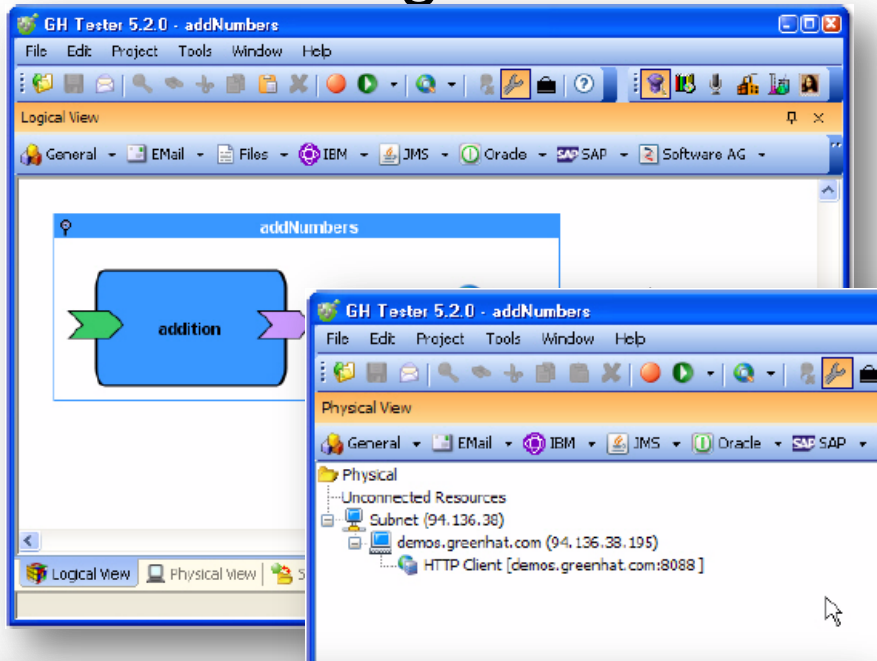 GH Tester 5.2.0 - addNumbers
File Edit Project Tools Window Help
Logical View
General EMail Files IBM JMS Oracle SAP Software AG
addNumbers
addition
Logical View Physical View
GH Tester 5.2.0 - addNumbers
File Edit Project Tools Window Help
Physical View
General EMail IBM JMS Oracle SAP
Physical
Unconnected Resources
Subnet (94.136.38)
demos.greenhat.com (94.136.38.195)
HTTP Client [demos.greenhat.com:8088 ]